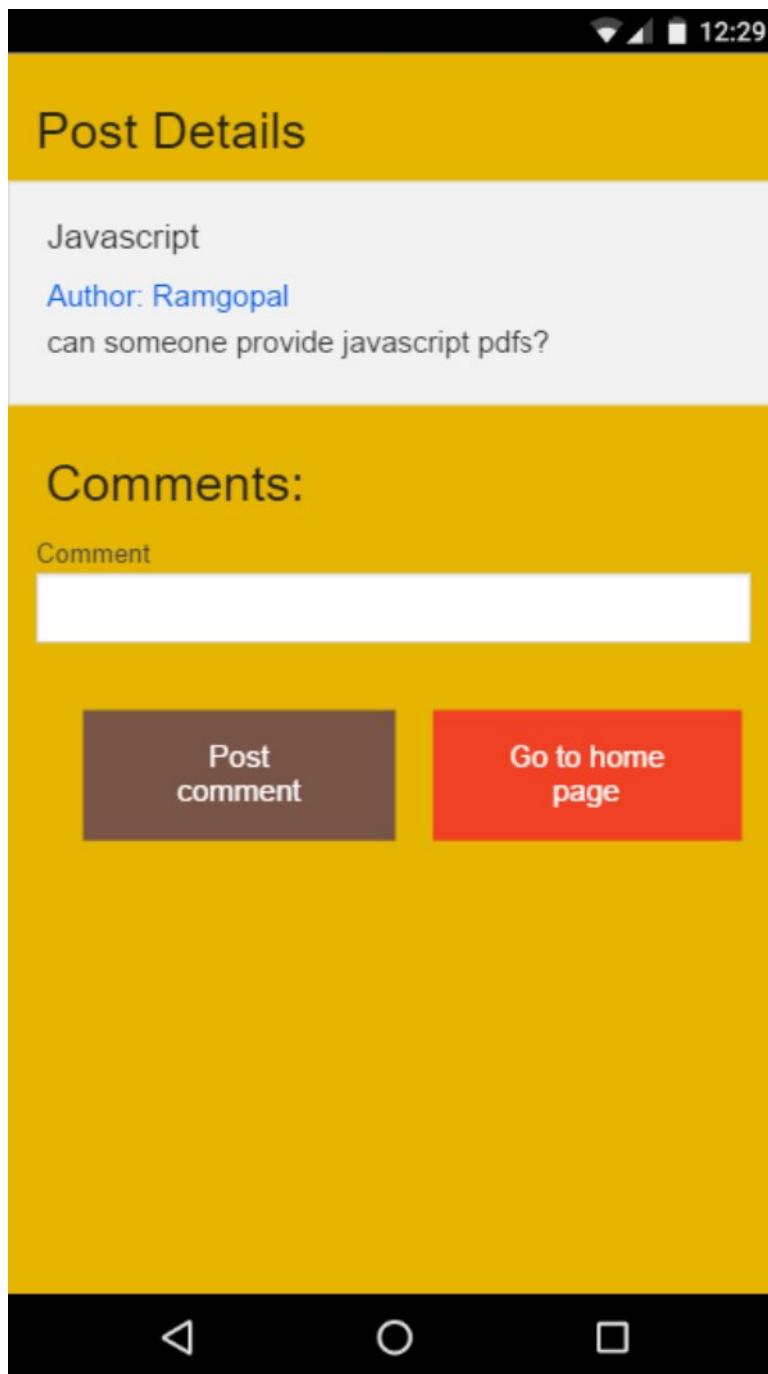 12:29
Post Details
Javascript
Author: Ramgopal
can someone provide javascript pdfs?
Comments:
Comment
Post
comment
Go to home
page